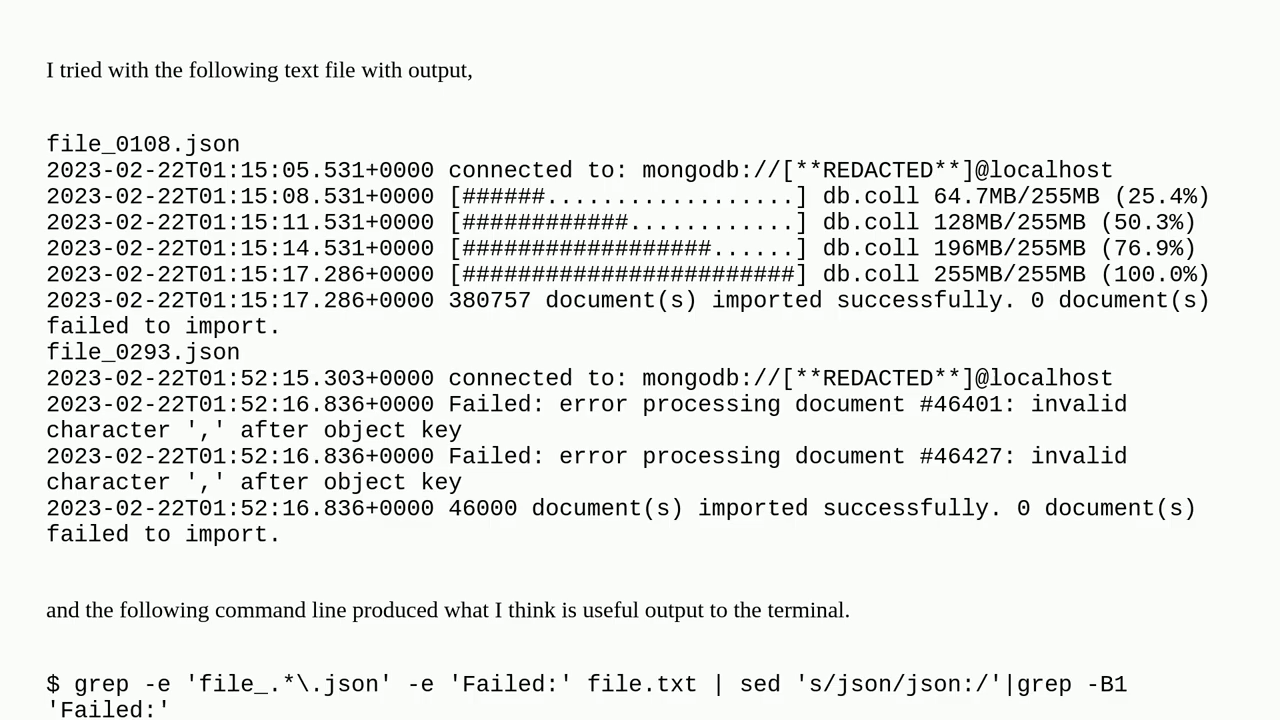 I tried with the following text file with output,
file_0108.json
2023-02-22T01:15:05.531+0000 connected to: mongodb://[**REDACTED**]@localhost
2023-02-22T01:15:08.531+0000 [######..................] db.coll 64.7MB/255MB (25.4%)
2023-02-22T01:15:11.531+0000 [############............] db.coll 128MB/255MB (50.3%)
2023-02-22T01:15:14.531+0000 [##################......] db.coll 196MB/255MB (76.9%)
2023-02-22T01:15:17.286+0000 [########################] db.coll 255MB/255MB (100.0%)
2023-02-22T01:15:17.286+0000 380757 document(s) imported successfully. 0 document(s)
failed to import.
file_0293.json
2023-02-22T01:52:15.303+0000 connected to: mongodb://[**REDACTED**]@localhost
2023-02-22T01:52:16.836+0000 Failed: error processing document #46401: invalid
character ',' after object key
2023-02-22T01:52:16.836+0000 Failed: error processing document #46427: invalid
character ',' after object key
2023-02-22T01:52:16.836+0000 46000 document(s) imported successfully. 0 document(s)
failed to import.
and the following command line produced what I think is useful output to the terminal.
$ grep -e 'file_.*\.json' -e 'Failed:' file.txt | sed 's/json/json:/'|grep -B1
'Failed:'